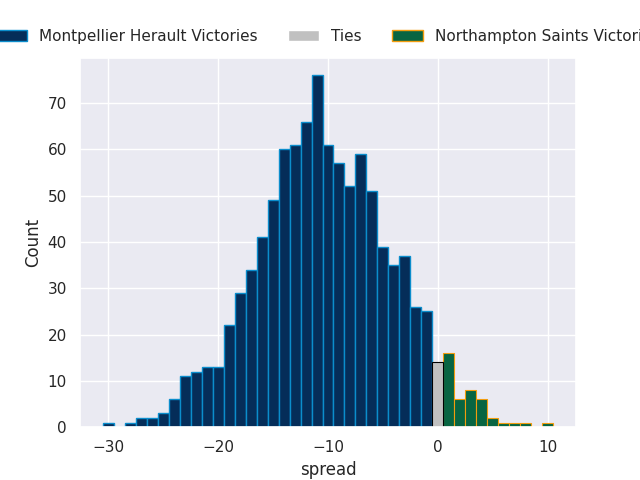 Montpellier Herault Victories Ties Northampton Saints Victori
70
60
50
40
30
20
10
0
Count
−30 −20 −10 0 10
spread